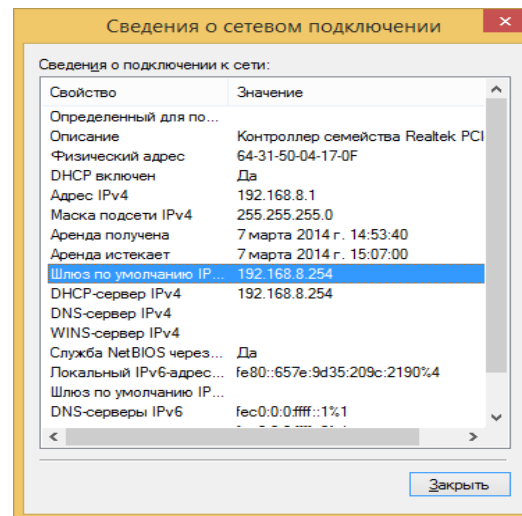 Сведения о сетевом подключении
Сведения о подключении к сети:
Свойство Значение
Определенный для по...
Описание Контроллер семейства Realtek PCI
Физический адрес 64-31-50-04-17-0F
DHCP включен Да
Адрес IPv4 192.168.8.1
Маска подсети IPv4 255.255.255.0
Аренда получена 7 марта 2014 г. 14:53:40
Аренда истекает 7 марта 2014 г. 15:07:00
Шлюз по умолчанию IP... 192.168.8.254
DHCP-сервер IPv4 192.168.8.254
DNS-сервер IPv4
WINS-сервер IPv4
Служба NetBIOS через... Да
Локальный IPv6-адрес... fe80::657e:9d35:209c:2190%4
Шлюз по умолчанию IP...
DNS-серверы IPv6 fec0:0:0:ffff::1%1
Закрыть